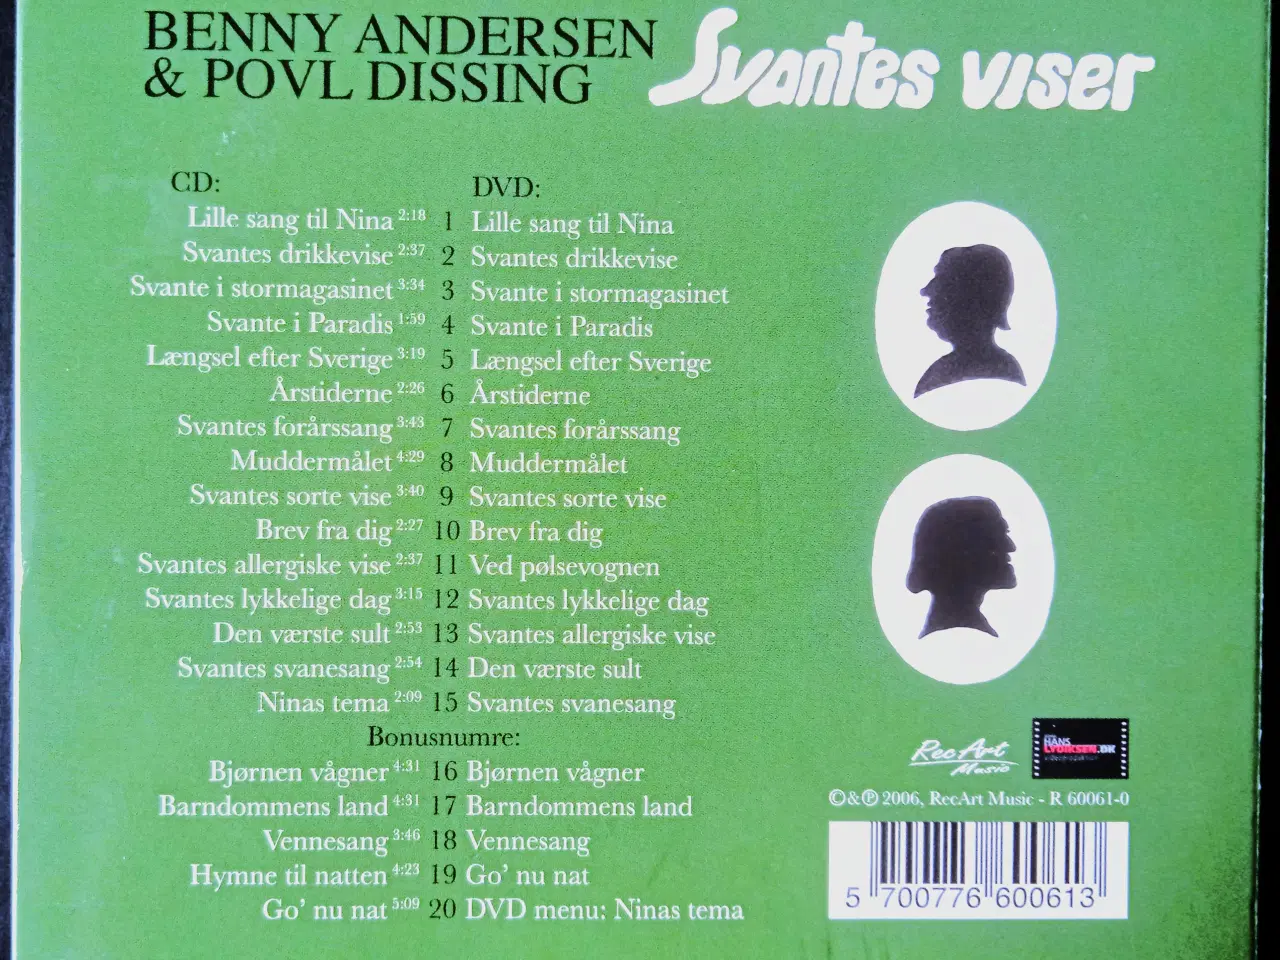 BENNY ANDERSEN
& POVL DISSING
Svantes viser
CD: DVD:
Lille sang til Nina 2:18 1 Lille sang til Nina
Svantes drikkevise 2:37 2 Svantes drikkevise
Svante i stormagasinet 3:34 3 Svante i stormagasinet
Svante i Paradis 1:59 4 Svante i Paradis
Længsel efter Sverige 3:19 5 Længsel efter Sverige
Årstiderne 2:26 6 Årstiderne
Svantes forårssang 3:43 7 Svantes forårssang
Muddermålet 4:29 8 Muddermålet
Svantes sorte vise 3:40 9 Svantes sorte vise
Brev fra dig 2:27 10 Brev fra dig
Svantes allergiske vise 2:37 11 Ved pølsevognen
Svantes lykkelige dag 3:15 12 Svantes lykkelige dag
Den værste sult 2:53 13 Svantes allergiske vise
Svantes svanesang 2:54 14 Den værste sult
Ninas tema 2:09 15 Svantes svanesang
Bonusnumre:
Bjørnen vågner 4:31 16 Bjørnen vågner
Barndommens land 4:31 17 Barndommens land
Vennesang 3:46 18 Vennesang
Hymne til natten 4:23 19 Go' nu nat
Go' nu nat 5:09 20 DVD menu: Ninas tema
RecArt
Music
HANS
LYDIKSEN.DK
videoproduktion
©&℗ 2006, RecArt Music - R 60061-0
5 700776 600613